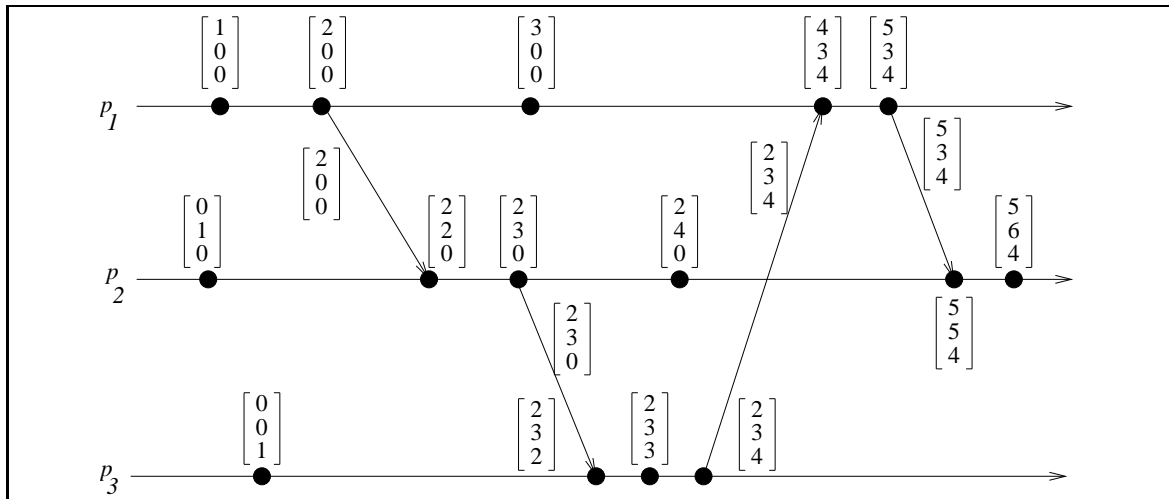 1 2 3 4 5
0 0 0 3 3
0 0 0 4 4
p1
2 2 5
0 3 3
0 4 4
0 2 2 2 5
1 2 3 4 6
0 0 0 0 4
p2
2 5
3 5
0 4
0 2 2 2
0 3 3 3
1 2 3 4
p3